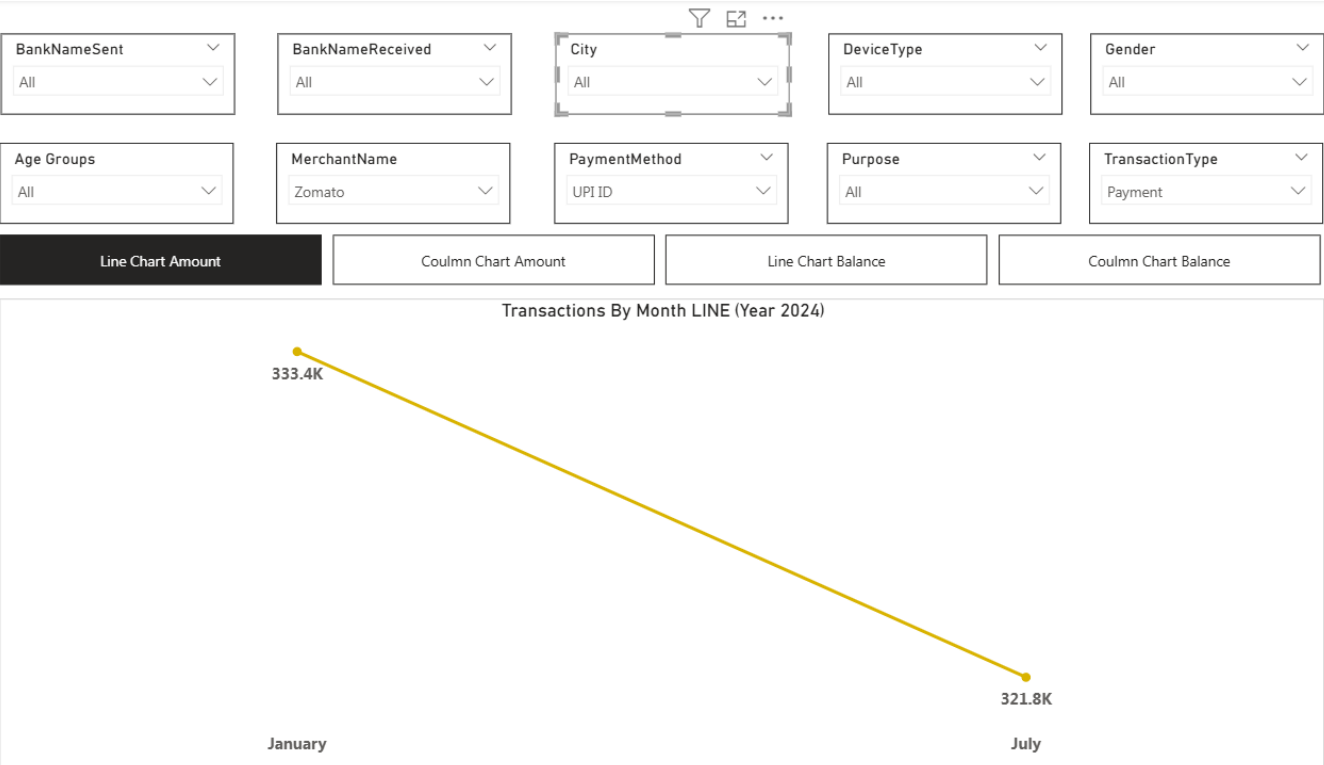 BankNameSent
All
BankNameReceived
All
City
All
DeviceType
All
Gender
All
Age Groups
All
MerchantName
Zomato
PaymentMethod
UPI ID
Purpose
All
TransactionType
Payment
Line Chart Amount
Coulmn Chart Amount
Line Chart Balance
Coulmn Chart Balance
Transactions By Month LINE (Year 2024)
333.4K
321.8K
January
July